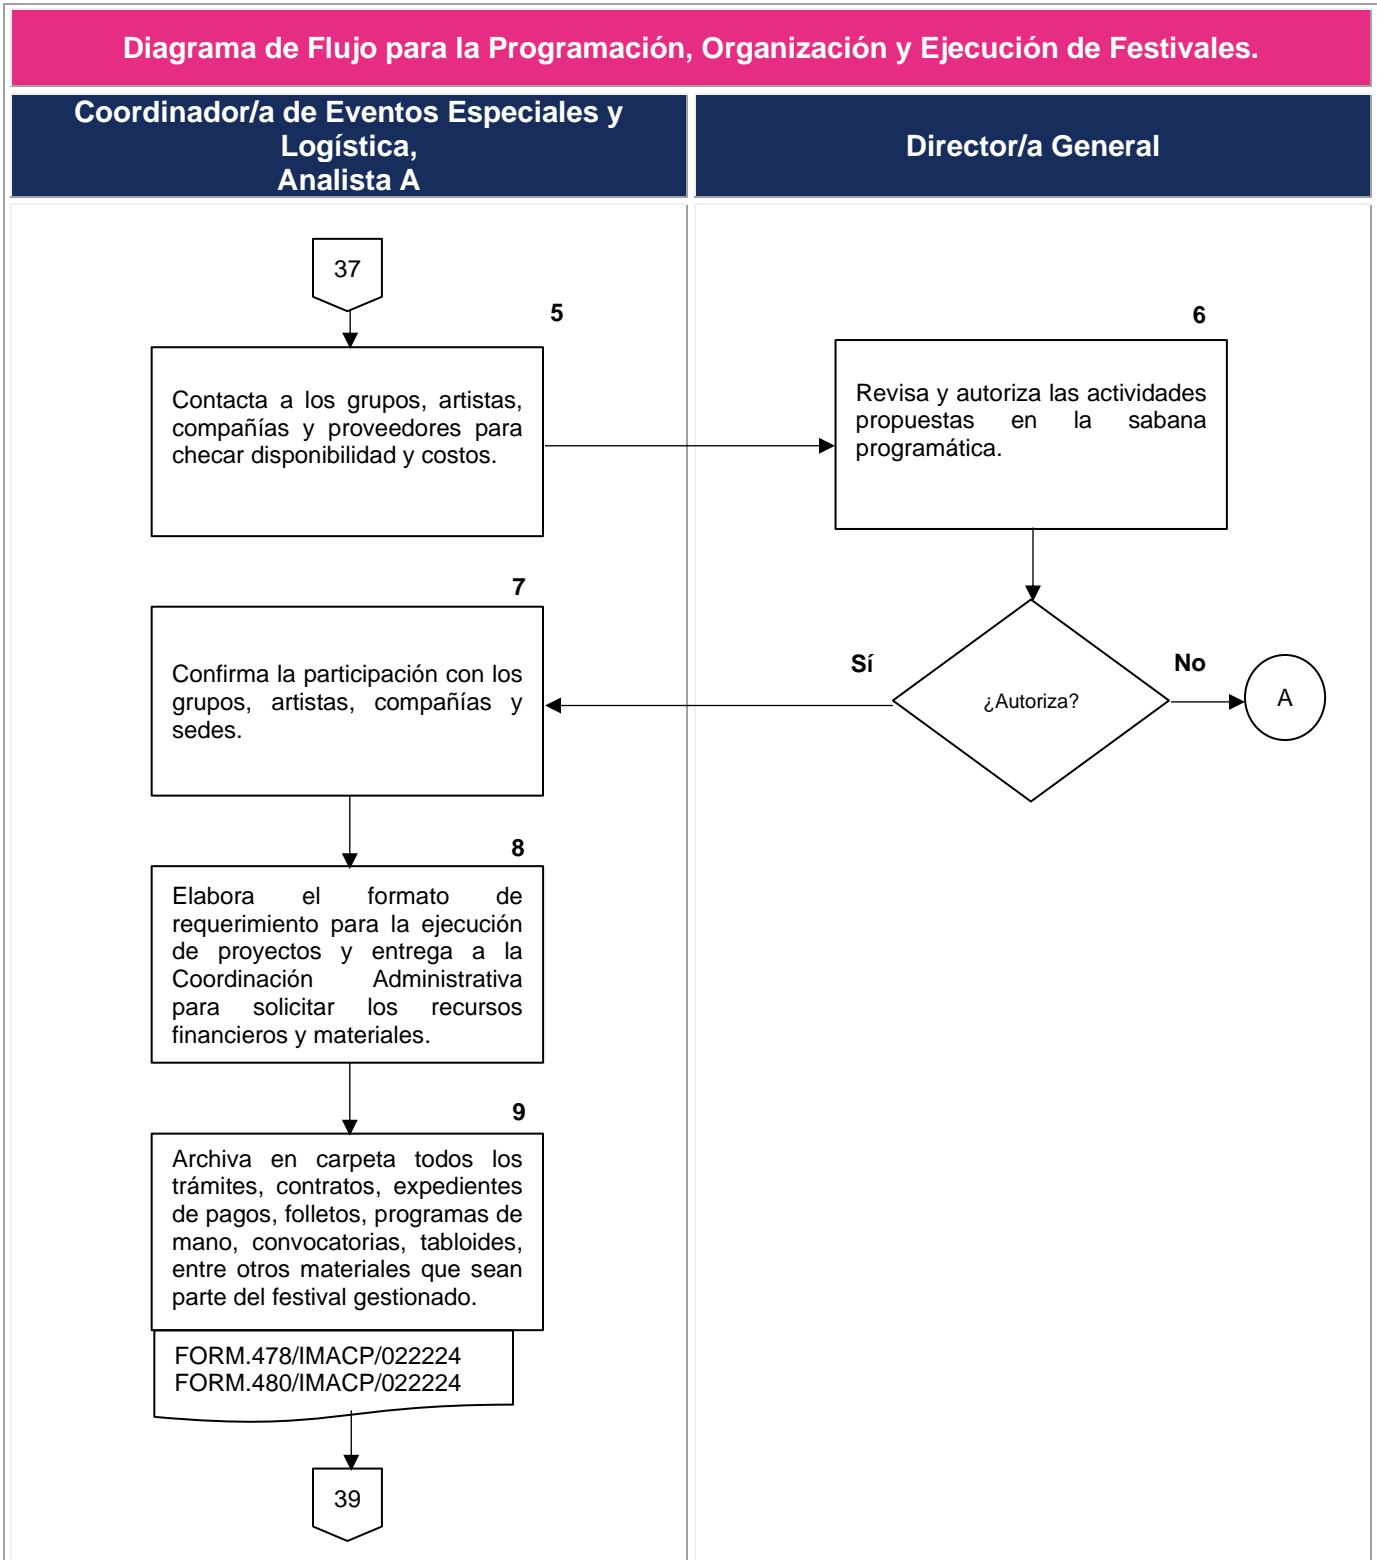 Diagrama de Flujo para la Programación, Organización y Ejecución de Festivales.
Coordinador/a de Eventos Especiales y
Logística,
Analista A
Director/a General
37
5
Contacta a los grupos, artistas,
compañías y proveedores para
checar disponibilidad y costos.
6
Revisa y autoriza las actividades
propuestas en la sabana
programática.
7
Confirma la participación con los
grupos, artistas, compañías y
sedes.
Sí
¿Autoriza?
No
A
8
Elabora el formato de
requerimiento para la ejecución
de proyectos y entrega a la
Coordinación Administrativa
para solicitar los recursos
financieros y materiales.
9
Archiva en carpeta todos los
trámites, contratos, expedientes
de pagos, folletos, programas de
mano, convocatorias, tabloides,
entre otros materiales que sean
parte del festival gestionado.
FORM.478/IMACP/022224
FORM.480/IMACP/022224
39